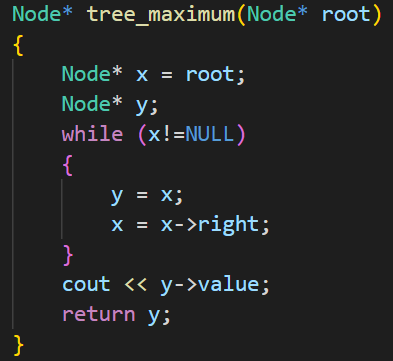 Node* tree_maximum(Node* root)
{
    Node* x = root;
    Node* y;
    while (x!=NULL)
    {
        y = x;
        x = x->right;
    }
    cout << y->value;
    return y;
}